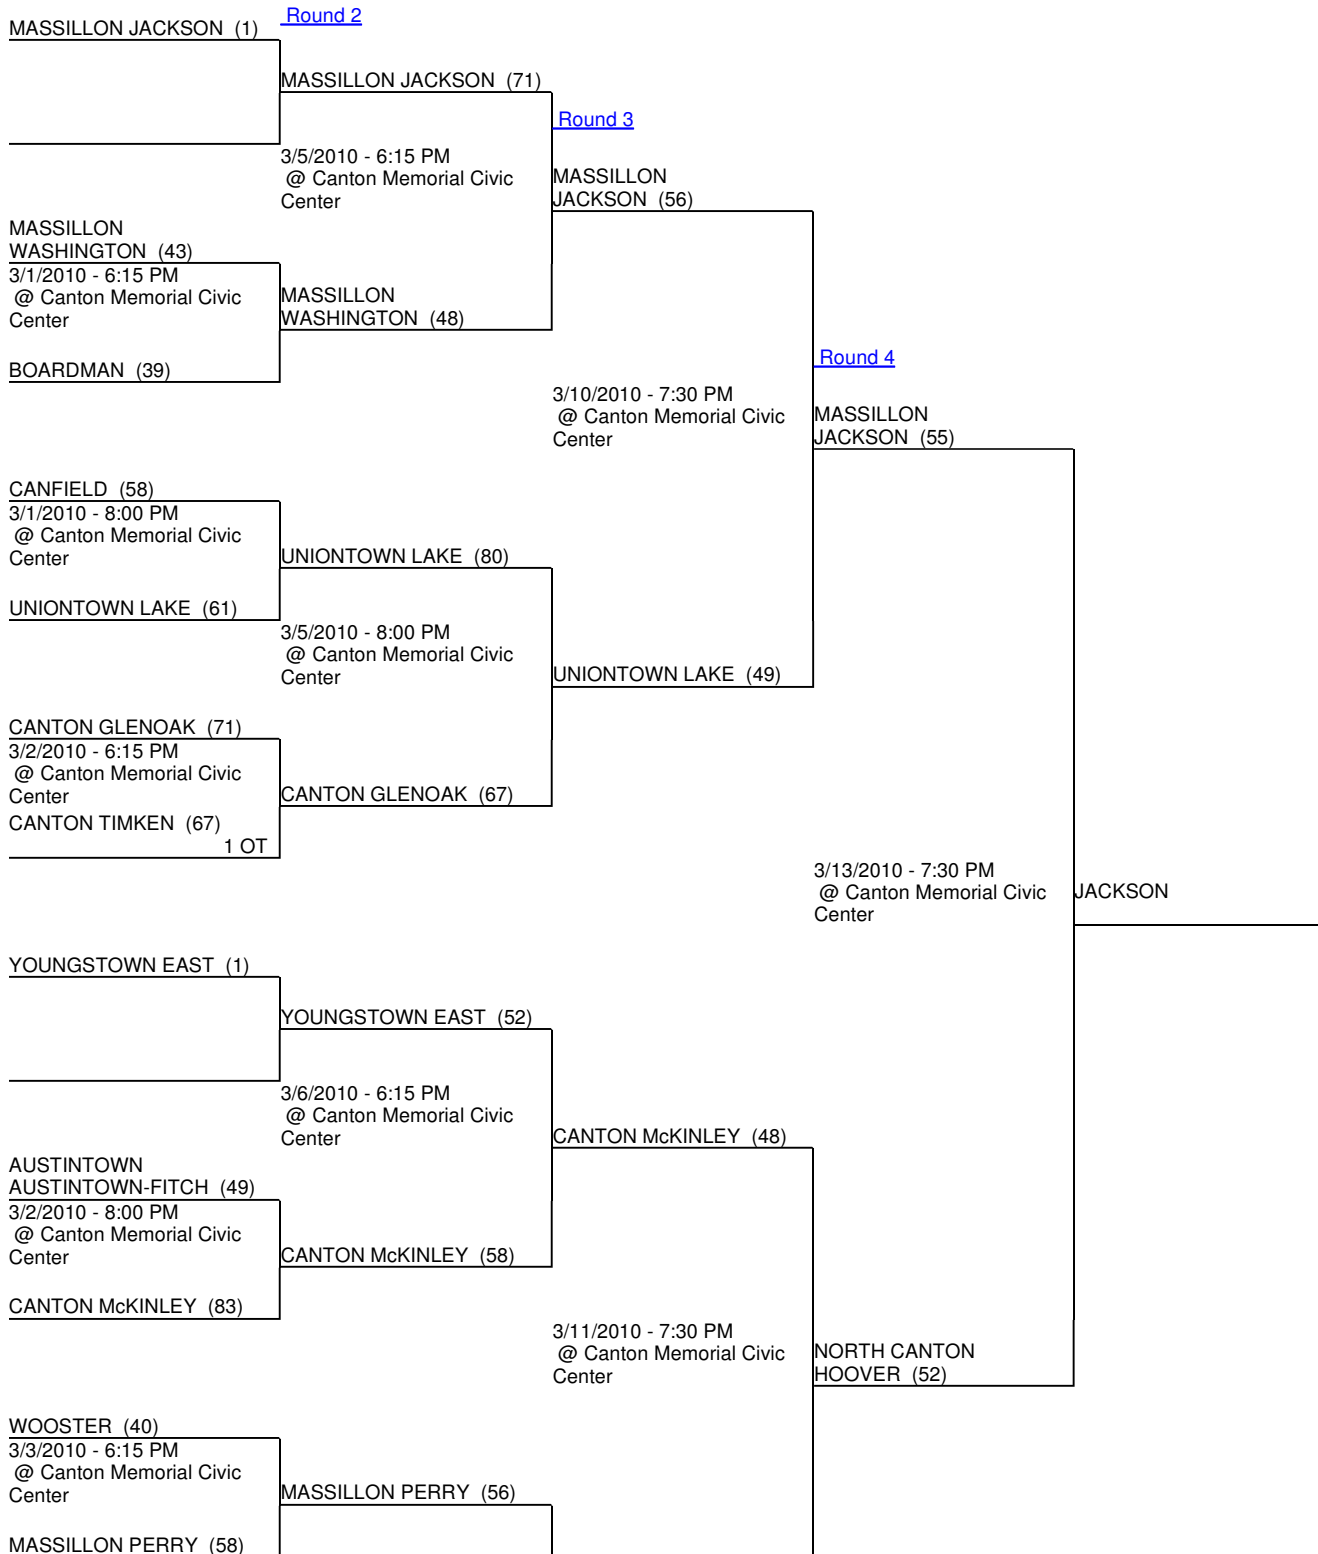 Round 2
MASSILLON JACKSON (1)
MASSILLON JACKSON (71)
Round 3
3/5/2010 - 6:15 PM
@ Canton Memorial Civic
Center
MASSILLON
JACKSON (56)
MASSILLON
WASHINGTON (43)
3/1/2010 - 6:15 PM
@ Canton Memorial Civic
Center
MASSILLON
WASHINGTON (48)
BOARDMAN (39)
Round 4
3/10/2010 - 7:30 PM
@ Canton Memorial Civic
Center
MASSILLON
JACKSON (55)
CANFIELD (58)
3/1/2010 - 8:00 PM
@ Canton Memorial Civic
Center
UNIONTOWN LAKE (80)
UNIONTOWN LAKE (61)
3/5/2010 - 8:00 PM
@ Canton Memorial Civic
Center
UNIONTOWN LAKE (49)
CANTON GLENOAK (71)
3/2/2010 - 6:15 PM
@ Canton Memorial Civic
Center
CANTON GLENOAK (67)
CANTON TIMKEN (67)
1 OT
3/13/2010 - 7:30 PM
@ Canton Memorial Civic
Center
JACKSON
YOUNGSTOWN EAST (1)
YOUNGSTOWN EAST (52)
3/6/2010 - 6:15 PM
@ Canton Memorial Civic
Center
CANTON McKINLEY (48)
AUSTINTOWN
AUSTINTOWN-FITCH (49)
3/2/2010 - 8:00 PM
@ Canton Memorial Civic
Center
CANTON McKINLEY (58)
CANTON McKINLEY (83)
3/11/2010 - 7:30 PM
@ Canton Memorial Civic
Center
NORTH CANTON
HOOVER (52)
WOOSTER (40)
3/3/2010 - 6:15 PM
@ Canton Memorial Civic
Center
MASSILLON PERRY (56)
MASSILLON PERRY (58)